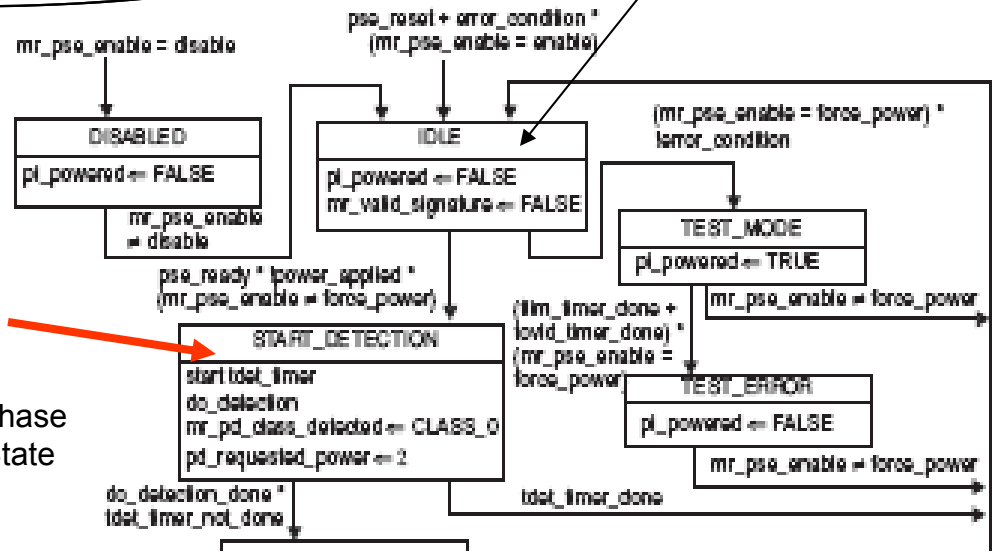 pse_reset + error_condition *
(mr_pse_enable = enable)
mr_pse_enable = disable
DISABLED
pi_powered ⇐ FALSE
mr_pse_enable
≠ disable
IDLE
pi_powered ⇐ FALSE
mr_valid_signature ⇐ FALSE
(mr_pse_enable = force_power) *
!error_condition
TEST_MODE
pi_powered ⇐ TRUE
mr_pse_enable ≠ force_power
pse_ready * !power_applied *
(mr_pse_enable ≠ force_power)
(tlim_timer_done +
tovld_timer_done) *
(mr_pse_enable =
force_power)
START_DETECTION
start tdet_timer
do_detection
mr_pd_class_detected ⇐ CLASS_0
pd_requested_power ⇐ 2
TEST_ERROR
pi_powered ⇐ FALSE
mr_pse_enable ≠ force_power
hase
tate
do_detection_done *
tdet_timer_not_done
tdet_timer_done